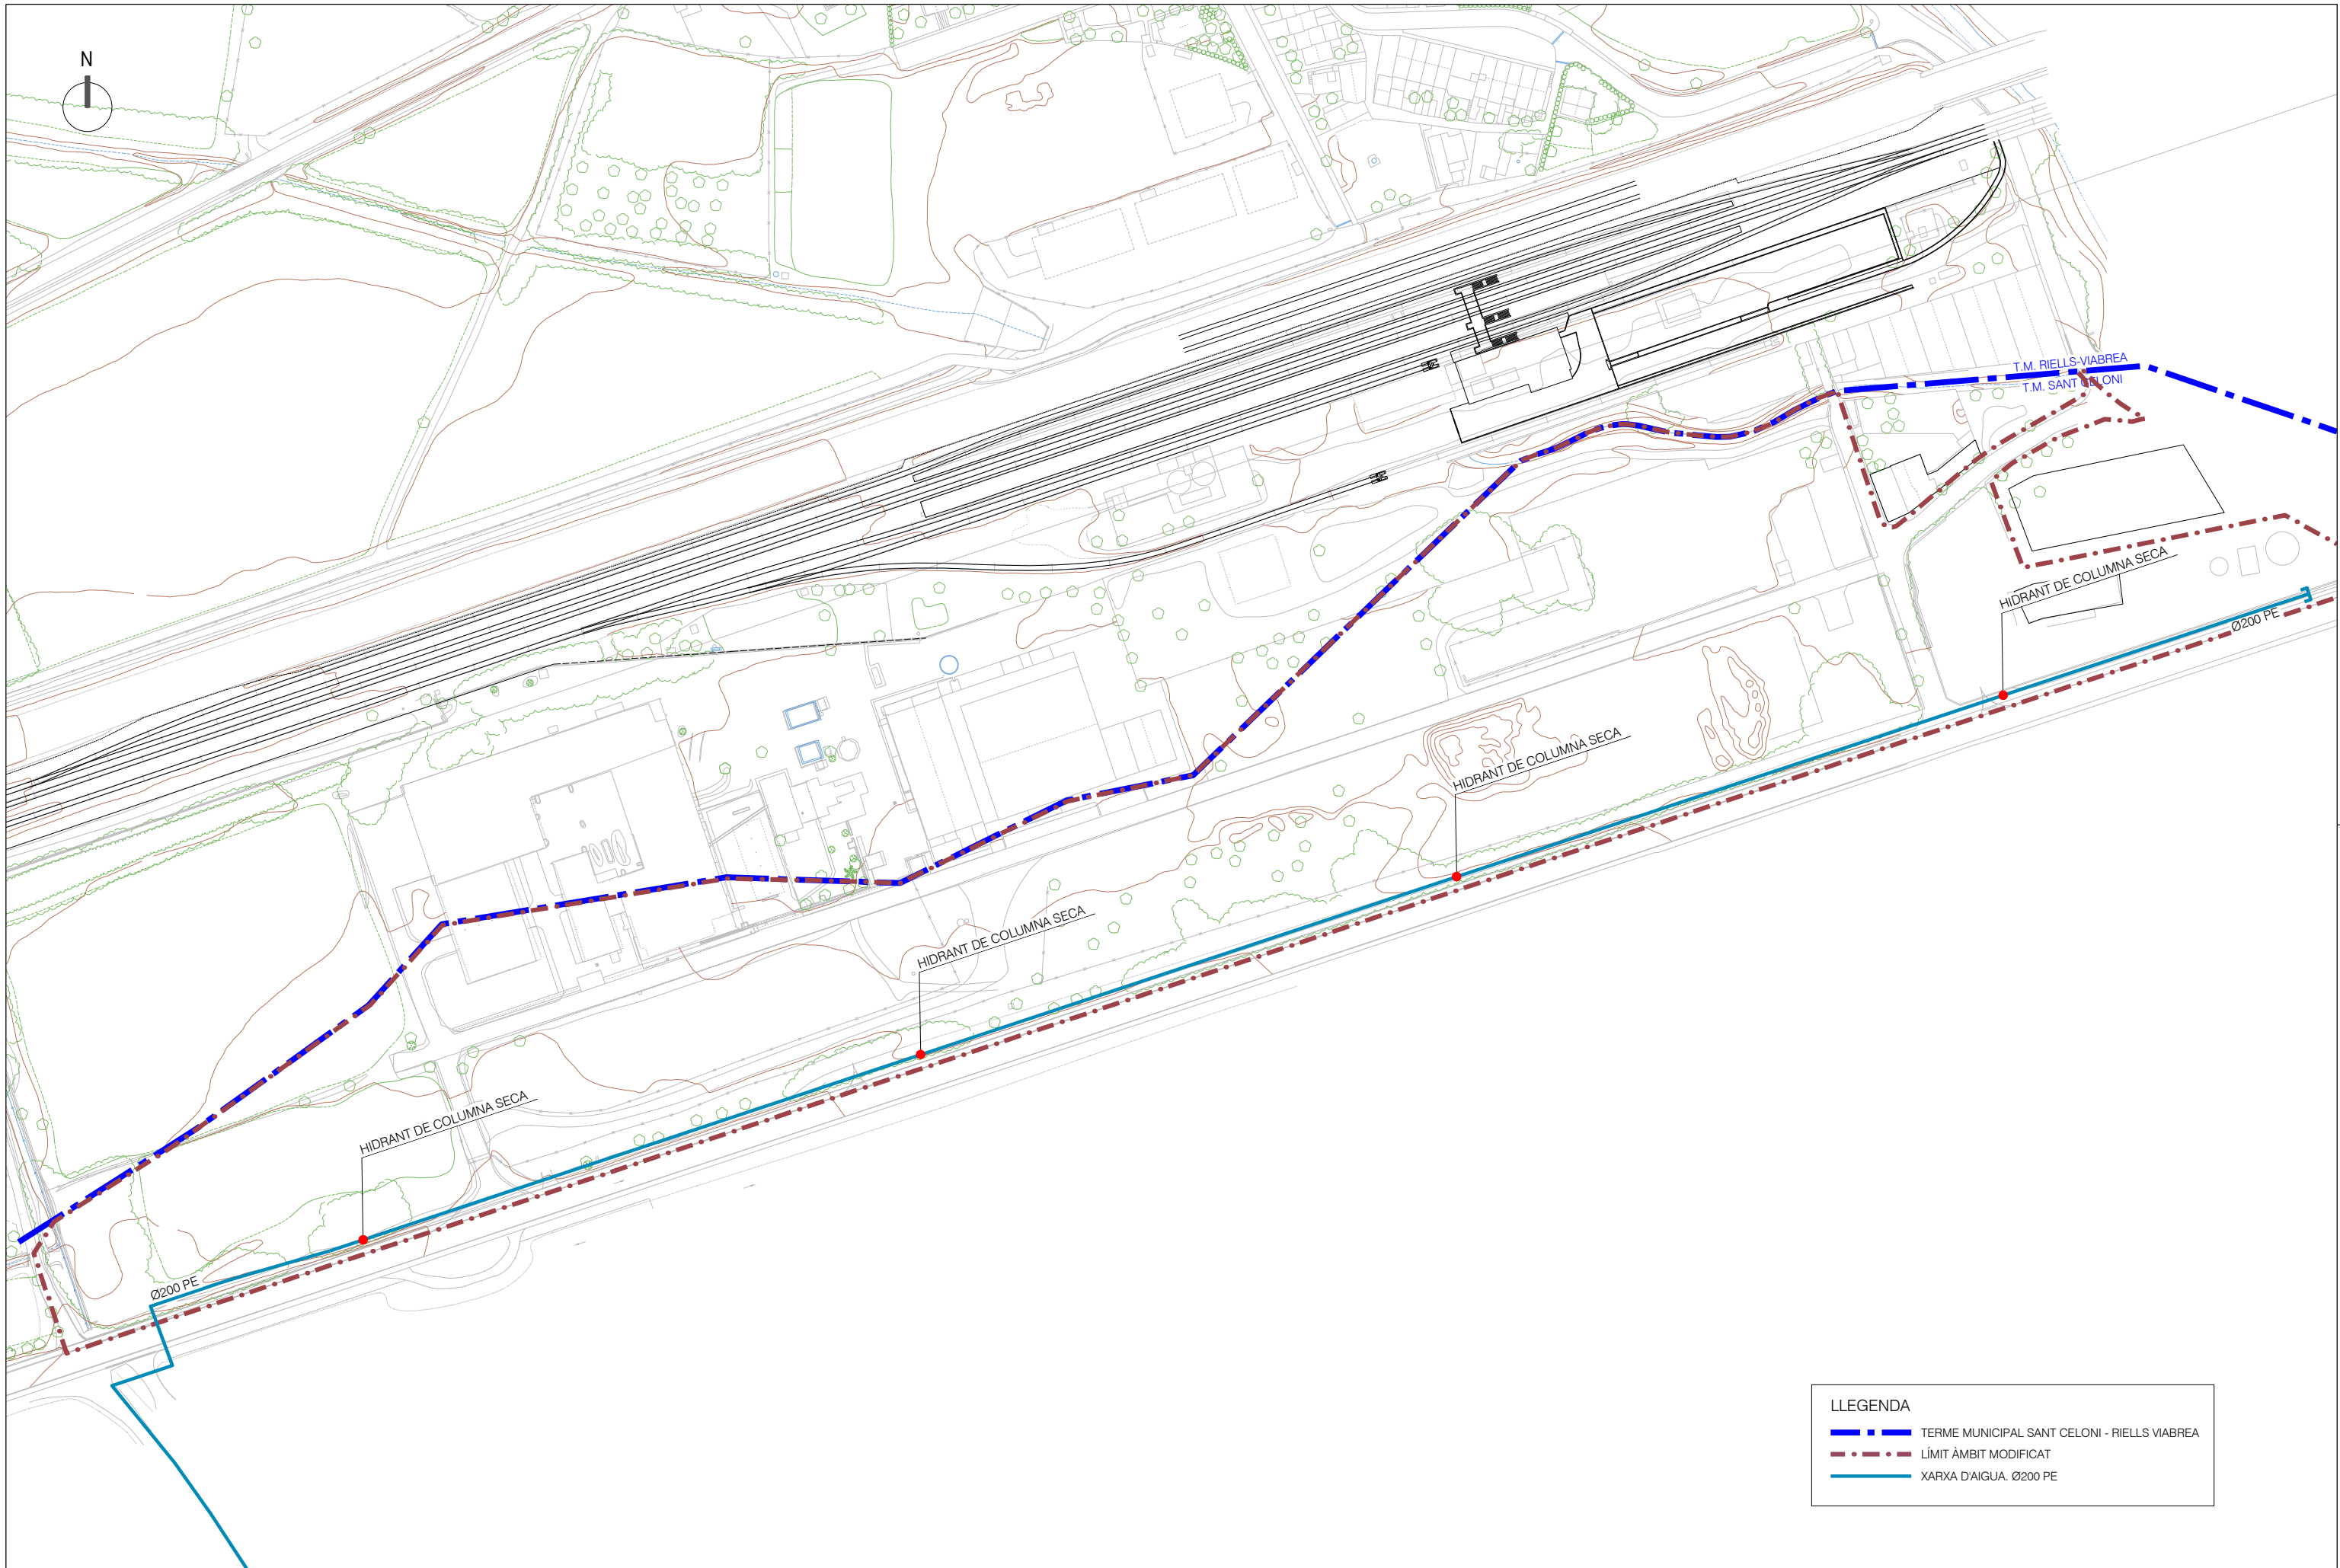 N
T.M. RIELLS-VIABREA
T.M. SANT CELONI
HIDRANT DE COLUMNA SECA
Ø200 PE
HIDRANT DE COLUMNA SECA
HIDRANT DE COLUMNA SECA
HIDRANT DE COLUMNA SECA
Ø200 PE
LLEGENDA
TERME MUNICIPAL SANT CELONI - RIELLS VIABREA
LÍMIT ÀMBIT MODIFICAT
XARXA D'AIGUA. Ø200 PE